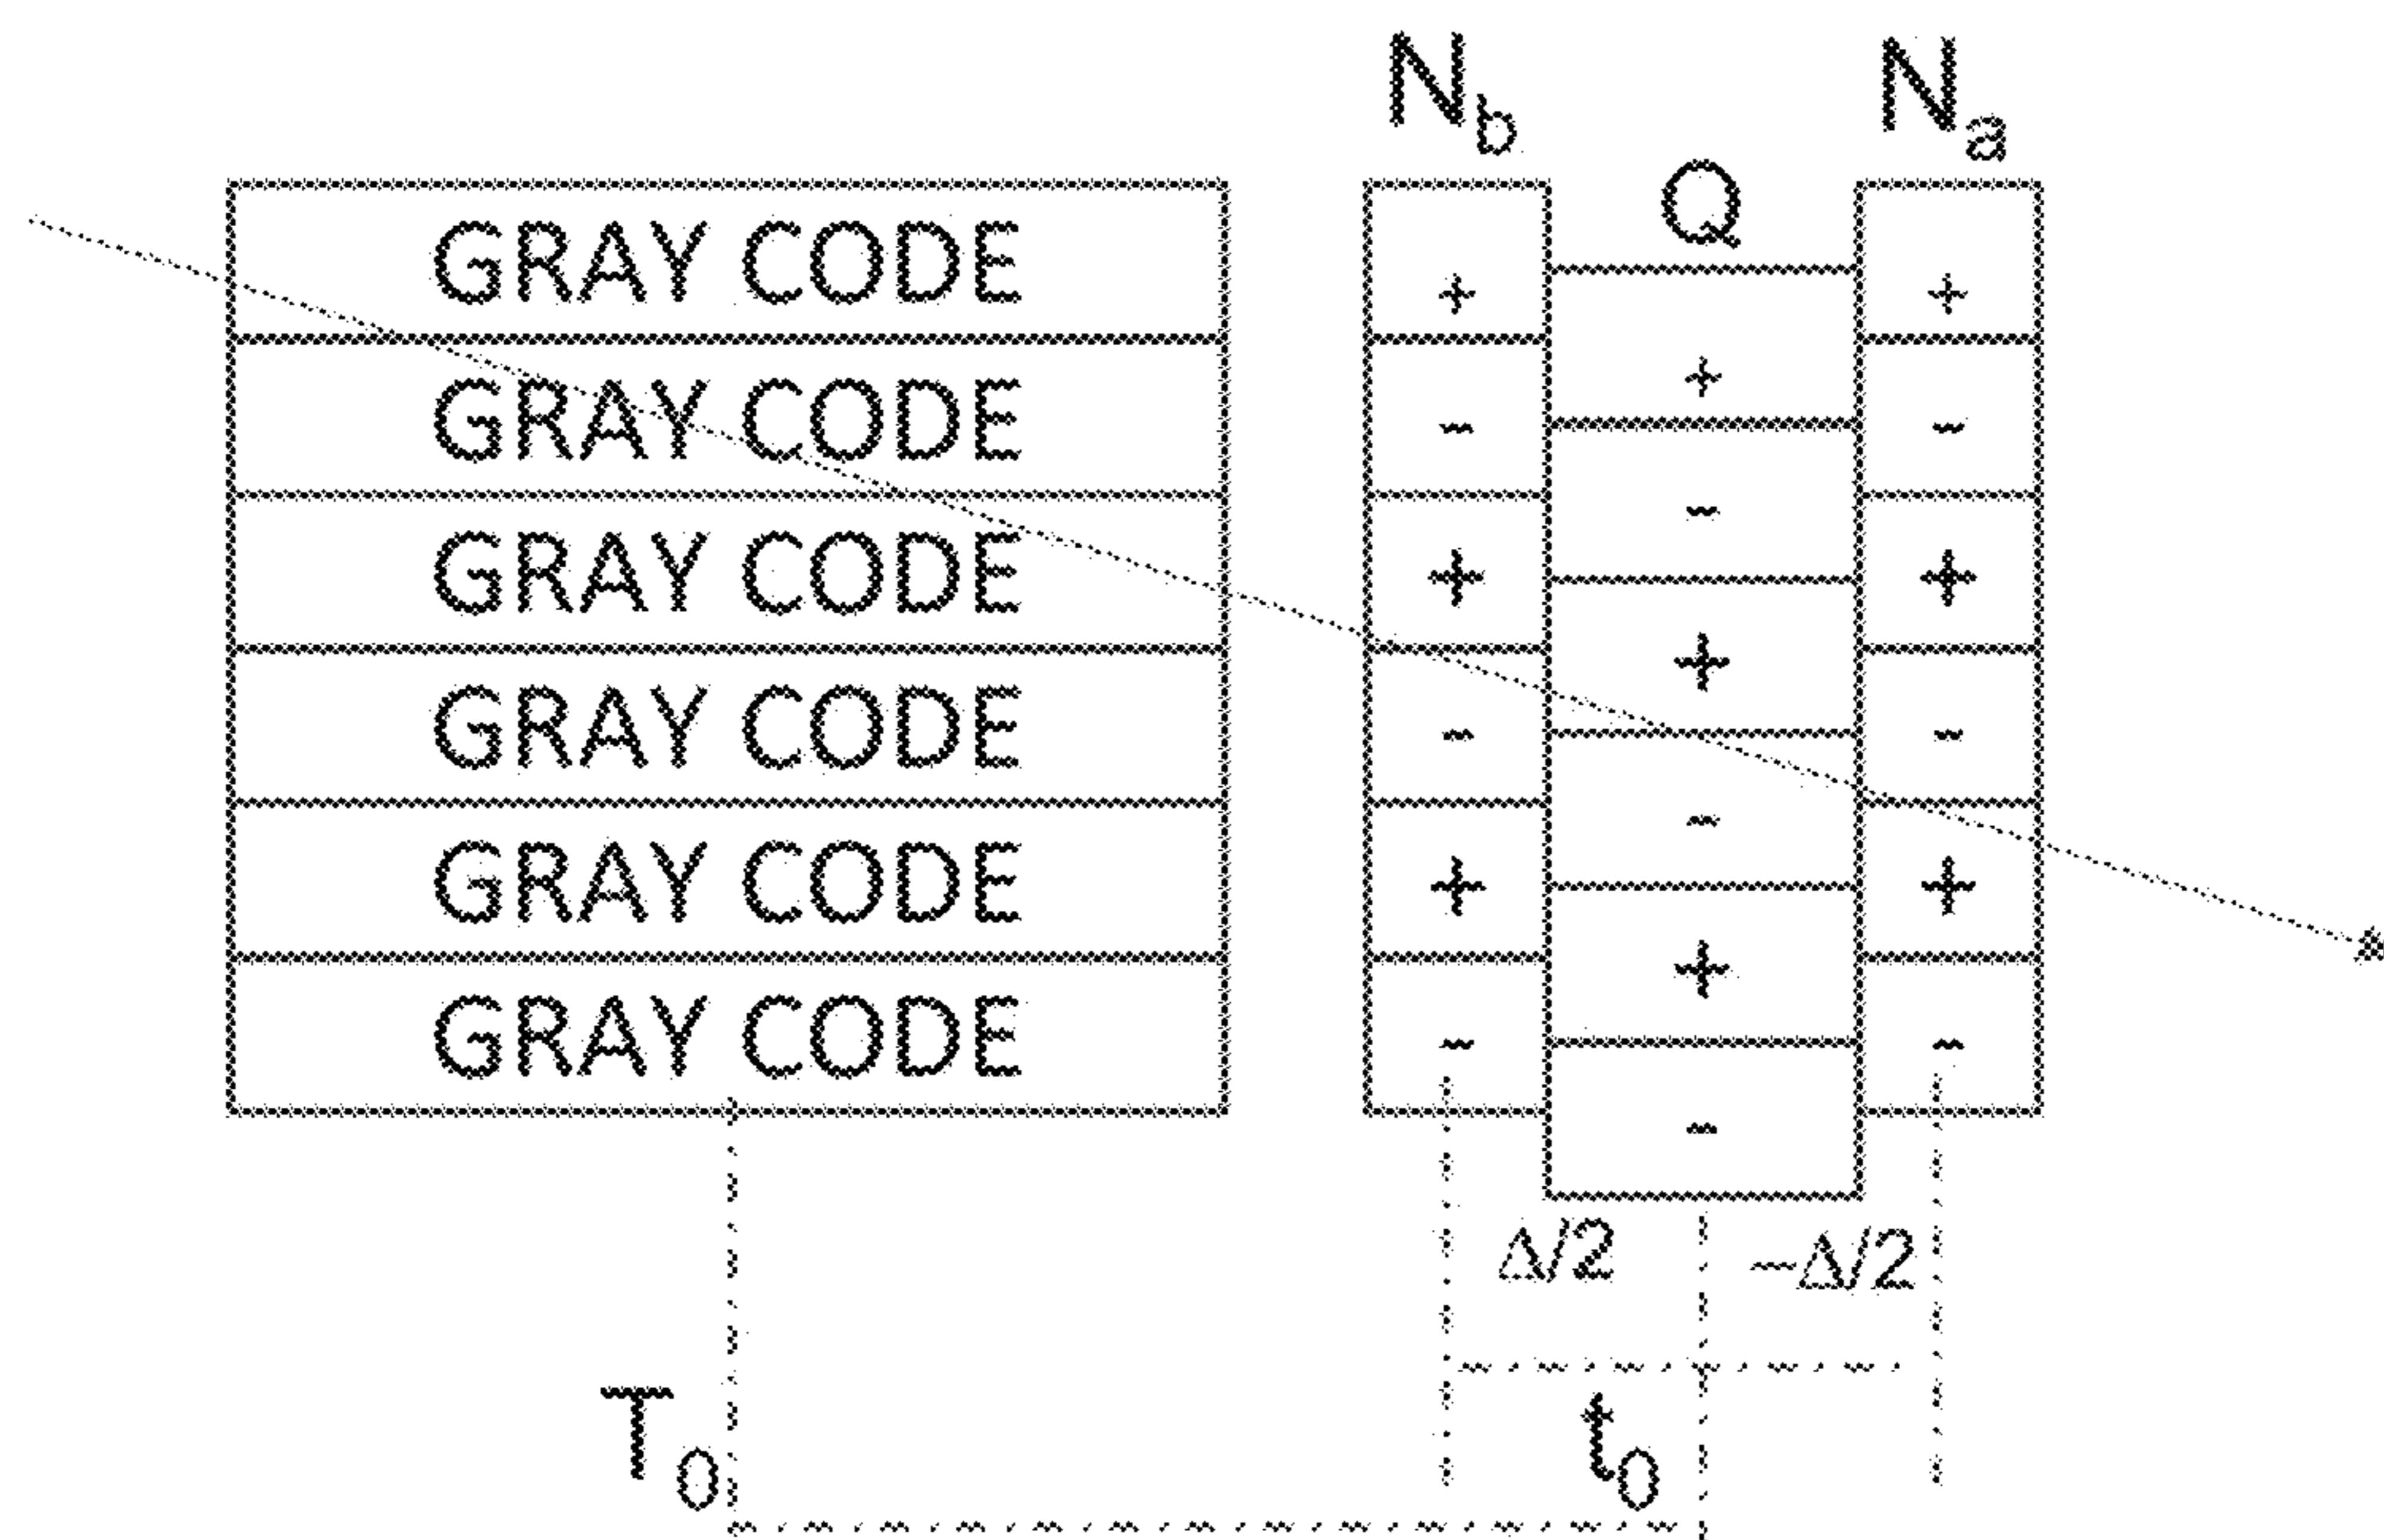 N_b N_a
Q
GRAY CODE + +
+
GRAY CODE - -
-
GRAY CODE + +
+
GRAY CODE - -
-
GRAY CODE + +
+
GRAY CODE - -
-
Δ/2 -Δ/2
T_0 t_0